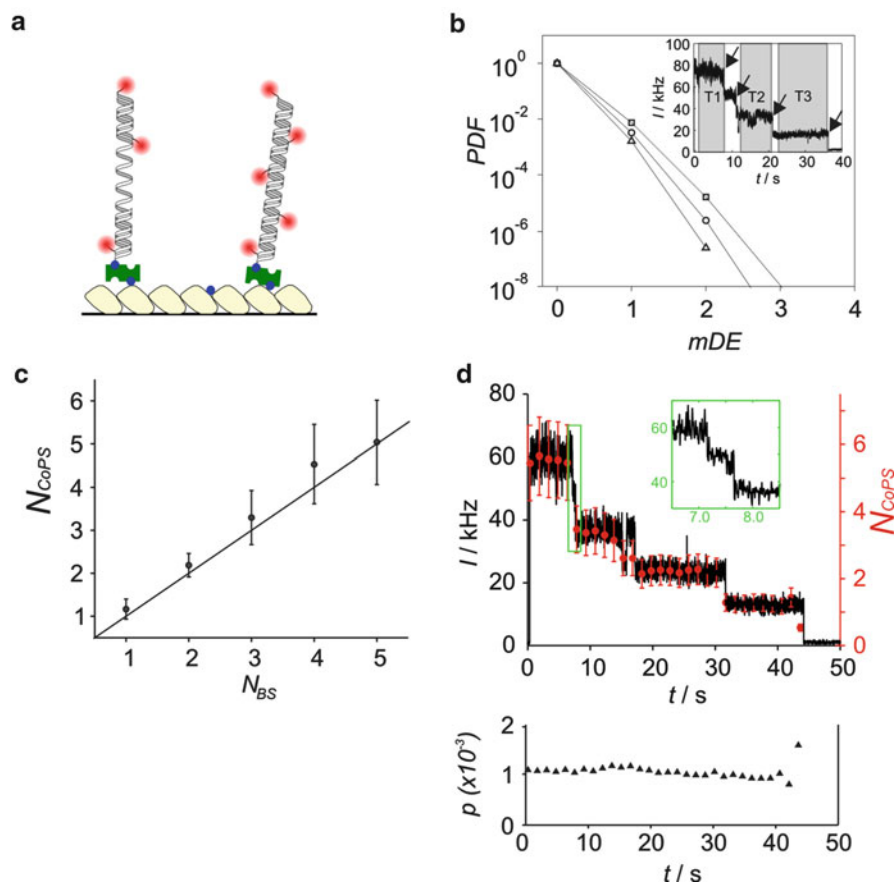 a
b
PDF
10⁰
10⁻²
10⁻⁴
10⁻⁶
10⁻⁸
0 1 2 3 4
mDE
I / kHz
100
80
60
40
20
0
T1 T2 T3
0 10 20 30 40
t / s
c
N_CoPS
6
5
4
3
2
1
1 2 3 4 5
N_BS
d
I / kHz
80
60
40
20
0
60
40
7.0 8.0
6
4
2
0
N_CoPS
0 10 20 30 40 50
t / s
p (x10⁻³)
2
1
0
0 10 20 30 40 50
t / s